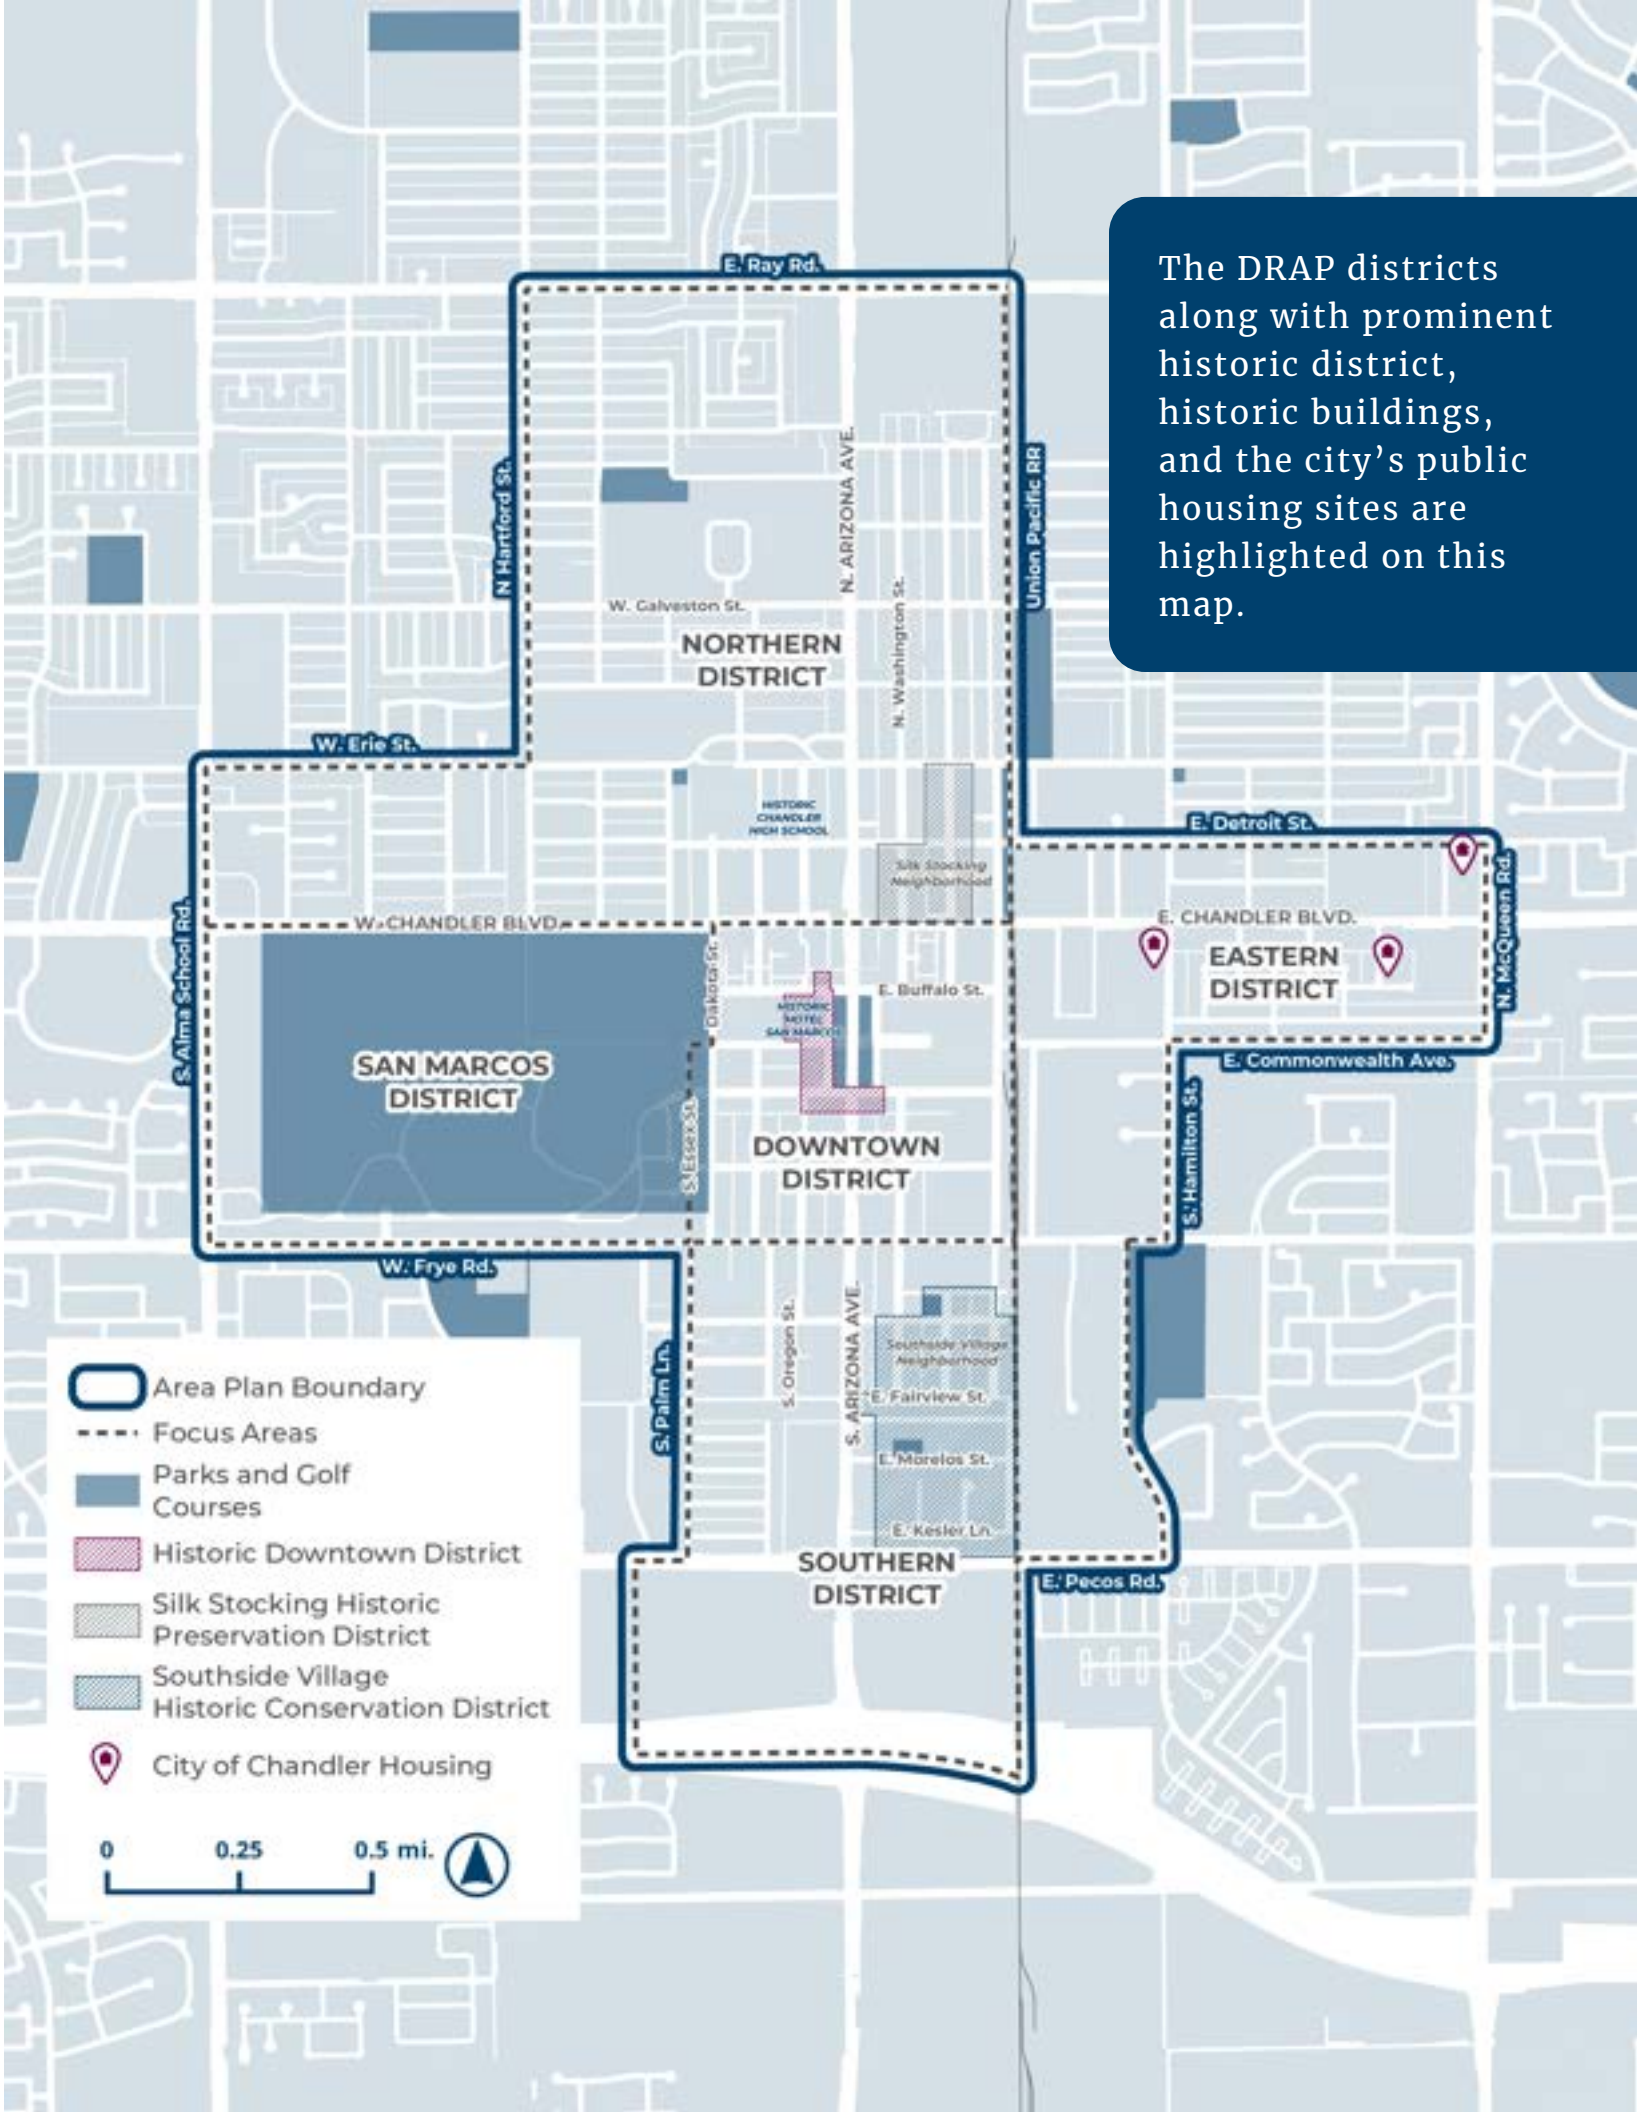 E. Ray Rd.
The DRAP districts
along with prominent
historic district,
historic buildings,
and the city’s public
housing sites are
highlighted on this
map.
N Hartford St.
N. ARIZONA AVE.
Union Pacific RR
W. Galveston St.
N. Washington St.
NORTHERN
DISTRICT
W. Erie St.
HISTORIC
CHANDLER
HIGH SCHOOL
E. Detroit St.
Silk Stocking
Neighborhood
N. McQueen Rd.
S. Alma School Rd.
W. CHANDLER BLVD.
E. CHANDLER BLVD.
EASTERN
DISTRICT
Dakota St.
E. Buffalo St.
HISTORIC
HOTEL
SAN MARCOS
SAN MARCOS
DISTRICT
E. Commonwealth Ave.
S. Essex St.
S. Hamilton St.
DOWNTOWN
DISTRICT
W. Frye Rd.
S. Palm Ln.
S. Oregon St.
S. ARIZONA AVE.
Southside Village
Neighborhood
E. Fairview St.
E. Morelos St.
E. Kesler Ln.
SOUTHERN
DISTRICT
E. Pecos Rd.
Area Plan Boundary
Focus Areas
Parks and Golf
Courses
Historic Downtown District
Silk Stocking Historic
Preservation District
Southside Village
Historic Conservation District
City of Chandler Housing
0 0.25 0.5 mi.